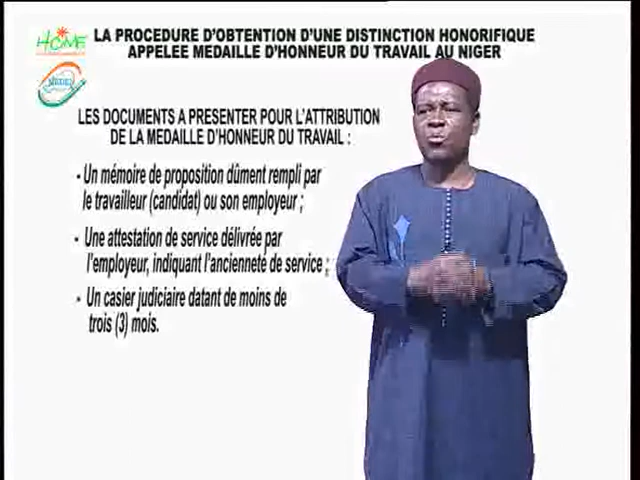 HOME
MEDEJ
LA PROCEDURE D'OBTENTION D'UNE DISTINCTION HONORIFIQUE
APPELEE MEDAILLE D'HONNEUR DU TRAVAIL AU NIGER
LES DOCUMENTS A PRESENTER POUR L'ATTRIBUTION
DE LA MEDAILLE D'HONNEUR DU TRAVAIL :
• Un mémoire de proposition dûment rempli par
le travailleur (candidat) ou son employeur ;
• Une attestation de service délivrée par
l'employeur, indiquant l'ancienneté de service ;
• Un casier judiciaire datant de moins de
trois (3) mois.